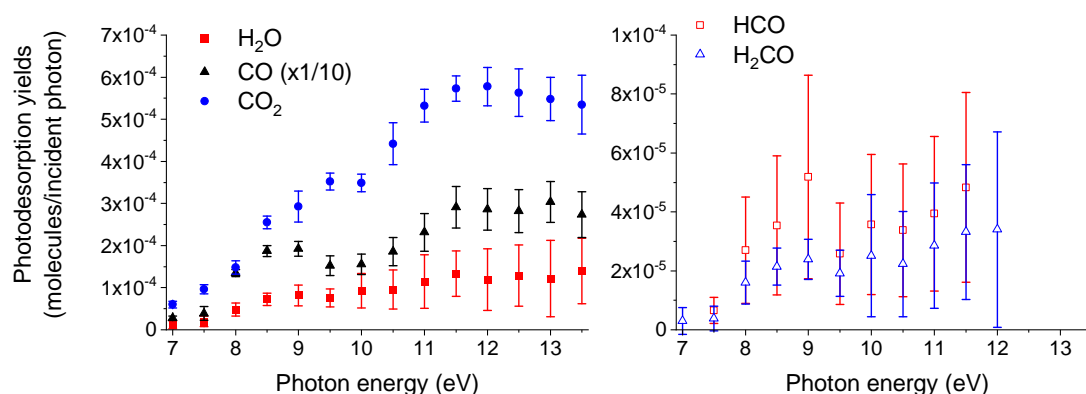 Photodesorption yields
(molecules/incident photon)
7x10⁻⁴
6x10⁻⁴
5x10⁻⁴
4x10⁻⁴
3x10⁻⁴
2x10⁻⁴
1x10⁻⁴
0
H₂O
CO (x1/10)
CO₂
7 8 9 10 11 12 13
Photon energy (eV)
1x10⁻⁴
8x10⁻⁵
6x10⁻⁵
4x10⁻⁵
2x10⁻⁵
0
HCO
H₂CO
7 8 9 10 11 12 13
Photon energy (eV)